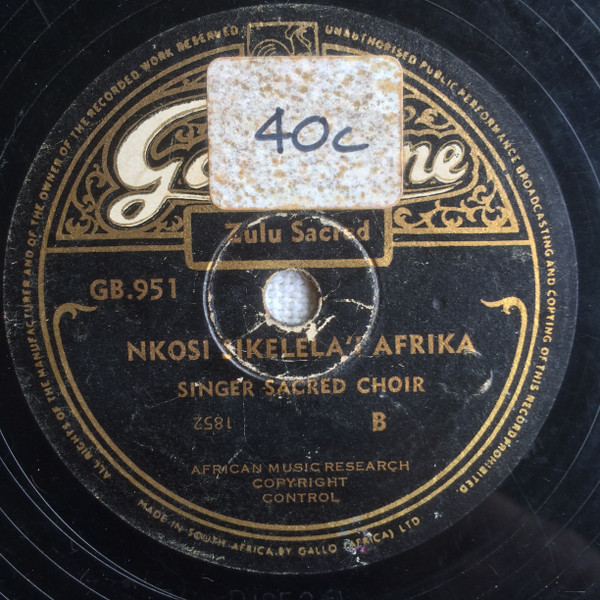 ALL RIGHTS OF THE MANUFACTURER AND OF THE OWNER OF THE RECORDED WORK RESERVED. UNAUTHORISED PUBLIC PERFORMANCE BROADCASTING AND COPYING OF THIS RECORD PROHIBITED.
40c
Zulu Sacred
GB.951
NKOSI SIKELELA'I AFRIKA
SINGER SACRED CHOIR
1852 B
AFRICAN MUSIC RESEARCH
COPYRIGHT
CONTROL
MADE IN SOUTH AFRICA.BY GALLO (AFRICA) LTD